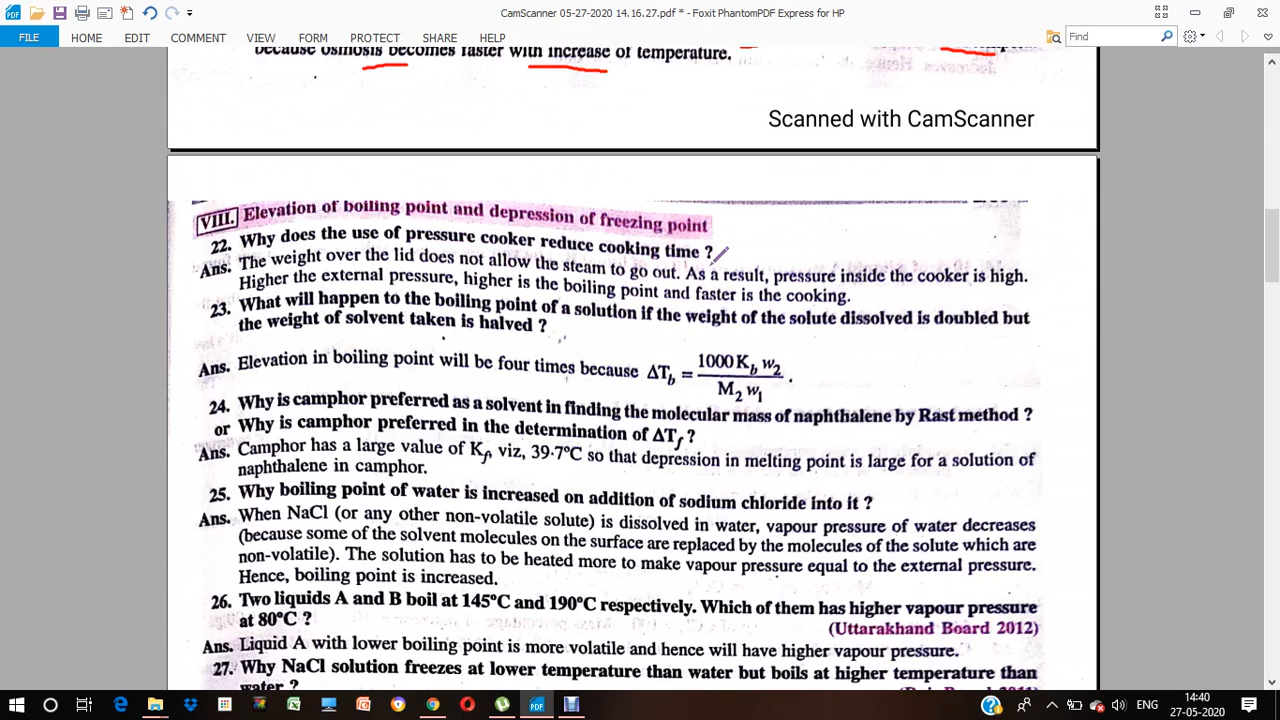 CamScanner 05-27-2020 14.16.27.pdf * - Foxit PhantomPDF Express for HP
FILE HOME EDIT COMMENT VIEW FORM PROTECT SHARE HELP Find
because osmosis becomes faster with increase of temperature.
Scanned with CamScanner
VIII. Elevation of boiling point and depression of freezing point
22. Why does the use of pressure cooker reduce cooking time ?
Ans. The weight over the lid does not allow the steam to go out. As a result, pressure inside the cooker is high.
Higher the external pressure, higher is the boiling point and faster is the cooking.
23. What will happen to the boiling point of a solution if the weight of the solute dissolved is doubled but
the weight of solvent taken is halved ?
Ans. Elevation in boiling point will be four times because ΔT_b = 1000 K_b w_2 / M_2 w_1 .
24. Why is camphor preferred as a solvent in finding the molecular mass of naphthalene by Rast method ?
or Why is camphor preferred in the determination of ΔT_f ?
Ans. Camphor has a large value of K_f, viz, 39·7°C so that depression in melting point is large for a solution of
naphthalene in camphor.
25. Why boiling point of water is increased on addition of sodium chloride into it ?
Ans. When NaCl (or any other non-volatile solute) is dissolved in water, vapour pressure of water decreases
(because some of the solvent molecules on the surface are replaced by the molecules of the solute which are
non-volatile). The solution has to be heated more to make vapour pressure equal to the external pressure.
Hence, boiling point is increased.
26. Two liquids A and B boil at 145°C and 190°C respectively. Which of them has higher vapour pressure
at 80°C ?
(Uttarakhand Board 2012)
Ans. Liquid A with lower boiling point is more volatile and hence will have higher vapour pressure.
27. Why NaCl solution freezes at lower temperature than water but boils at higher temperature than
water ?
ENG
14:40
27-05-2020